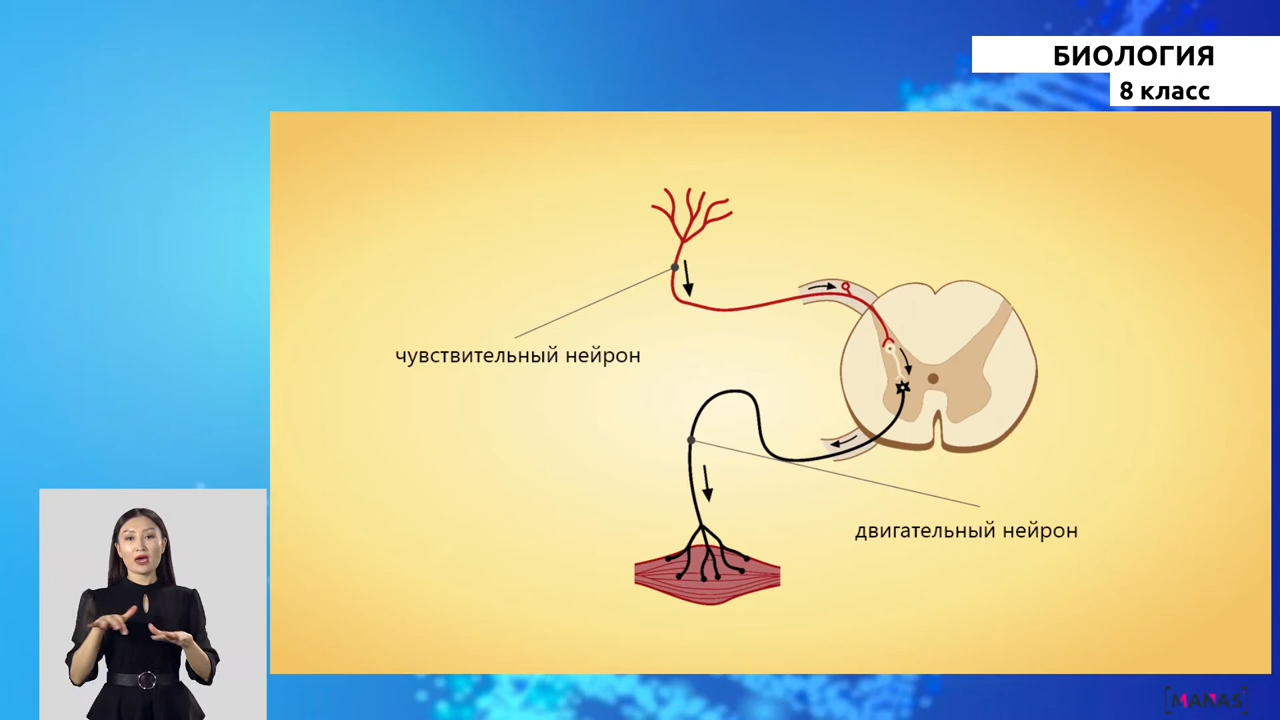 БИОЛОГИЯ
8 класс
чувствительный нейрон
двигательный нейрон
MANAS